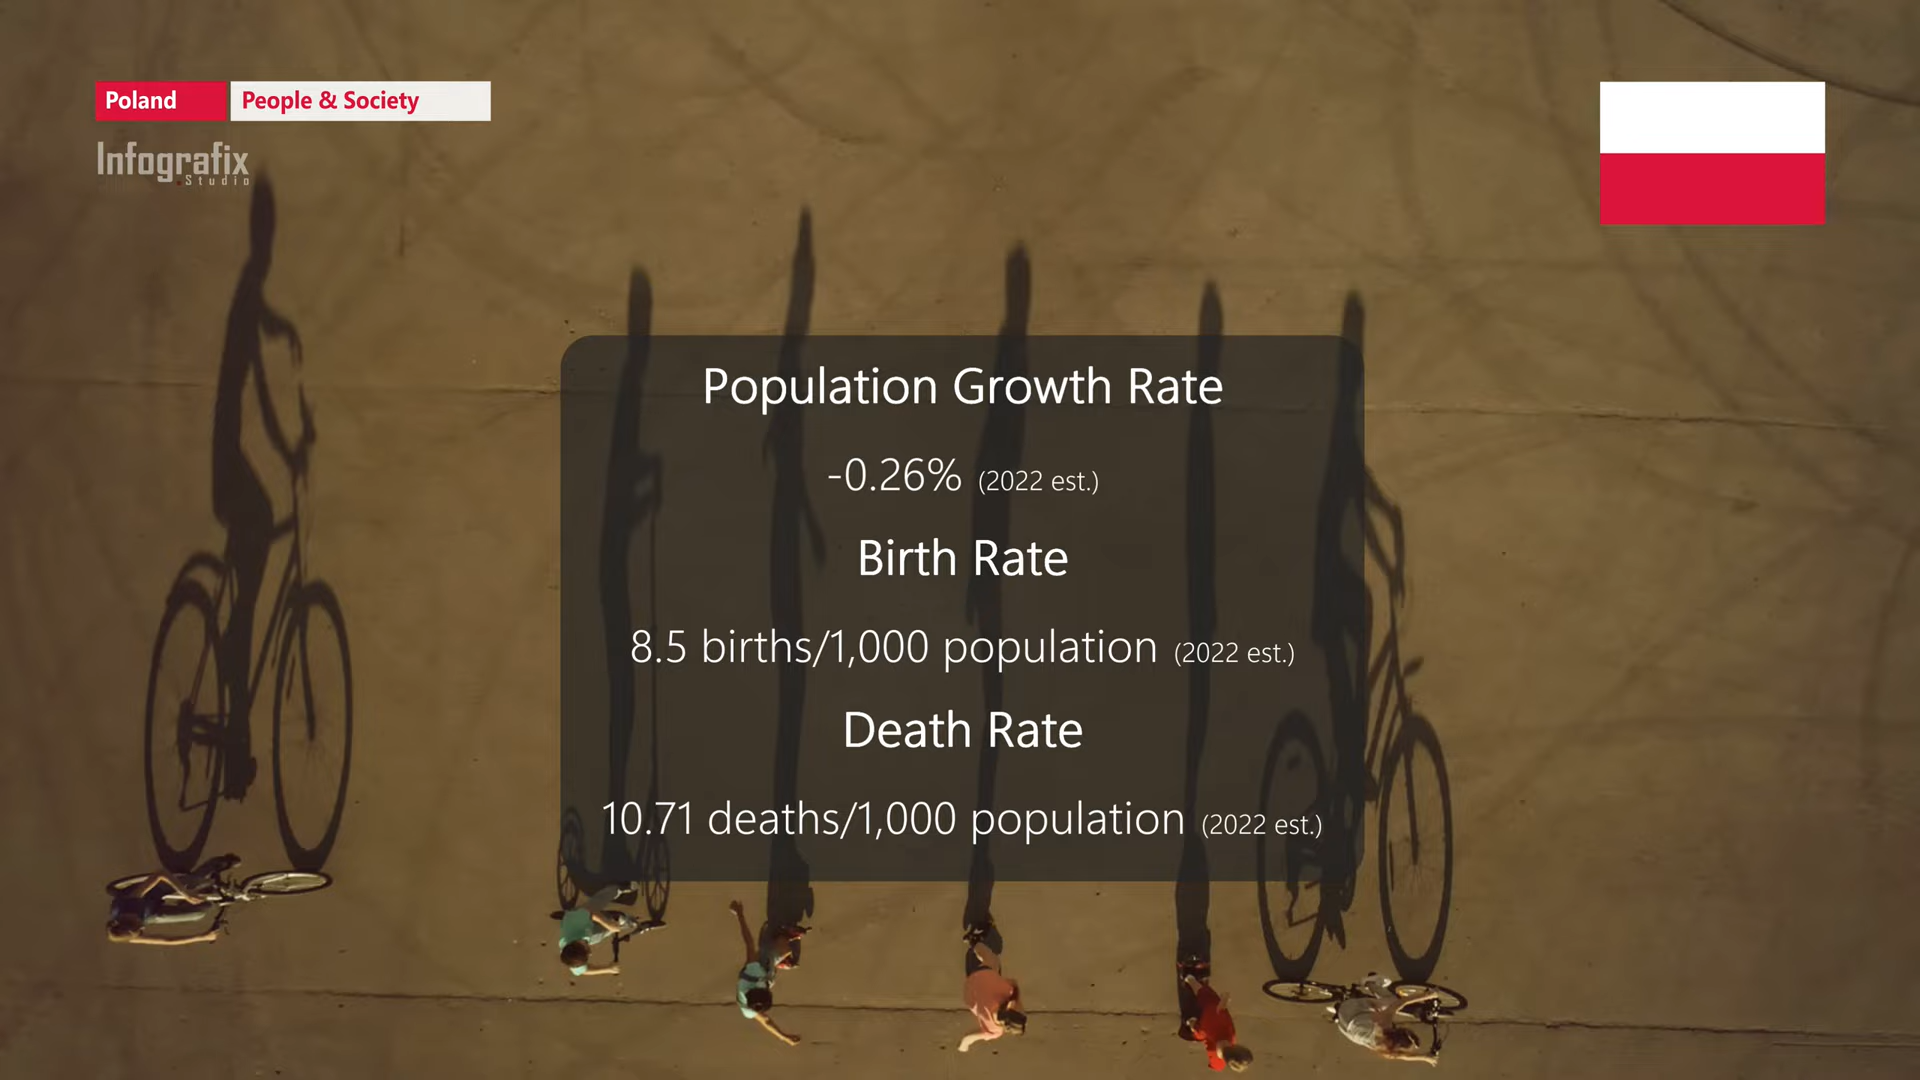 Poland
People & Society
Infografix
.Studio
Population Growth Rate
-0.26% (2022 est.)
Birth Rate
8.5 births/1,000 population (2022 est.)
Death Rate
10.71 deaths/1,000 population (2022 est.)